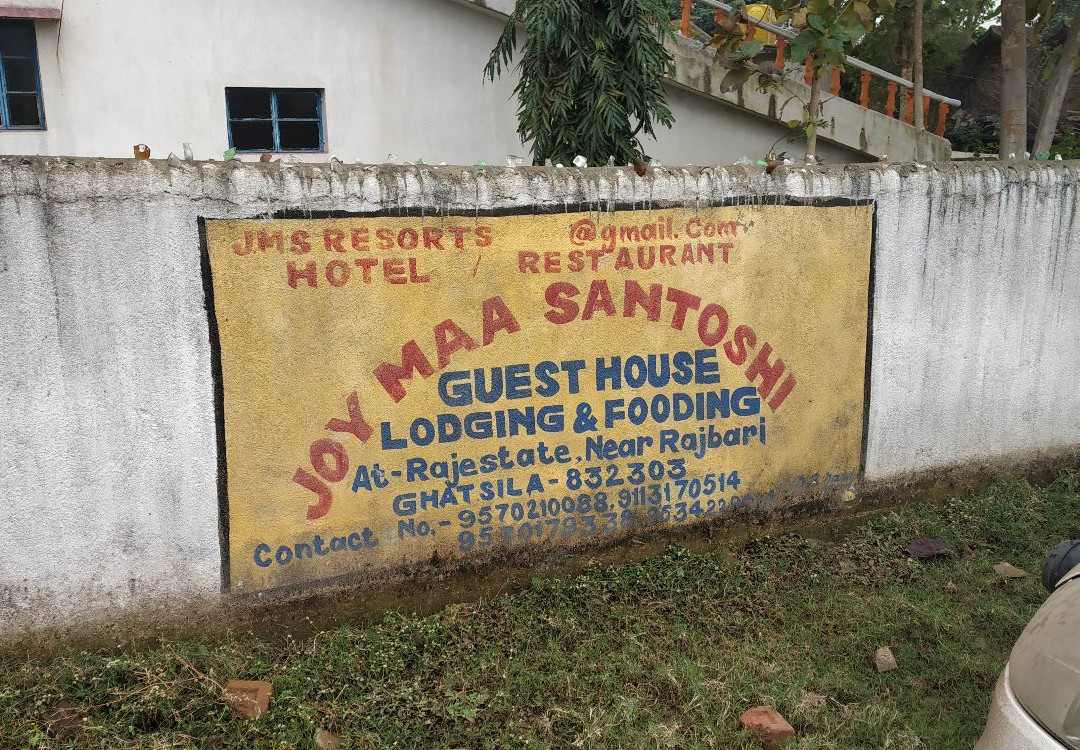 JMS RESORTS @gmail.Com
HOTEL / RESTAURANT
JOY MAA SANTOSHI
GUEST HOUSE
LODGING & FOODING
At-Rajestate, Near Rajbari
GHATSILA - 832303
Contact No,- 9570210088, 9113170514